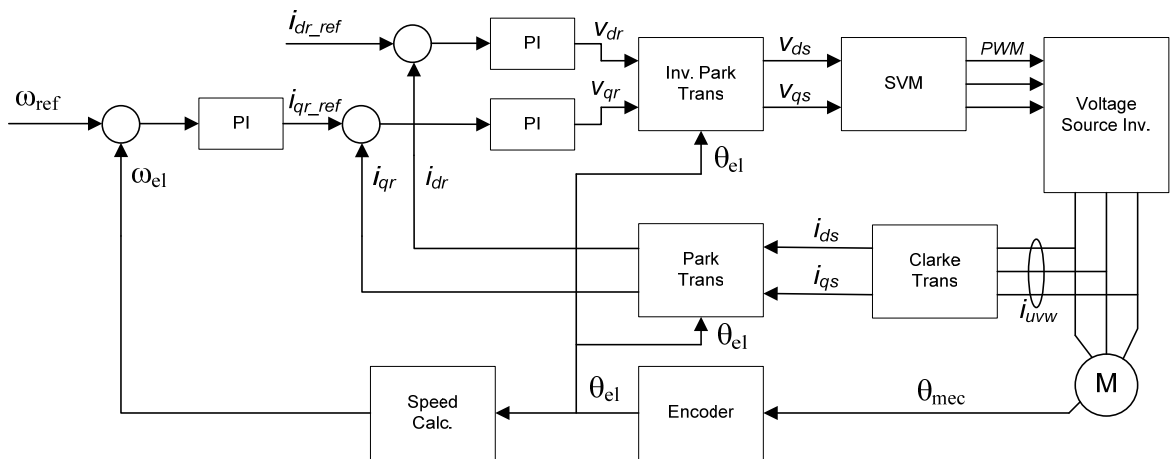 i_dr_ref
PI
v_dr
Inv. Park
Trans
v_ds
SVM
PWM
Voltage
Source Inv.
ω_ref
PI
i_qr_ref
PI
v_qr
v_qs
ω_el
i_qr
i_dr
θ_el
Park
Trans
i_ds
i_qs
Clarke
Trans
i_uvw
θ_el
Speed
Calc.
θ_el
Encoder
θ_mec
M